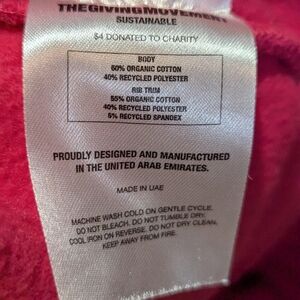 THEGIVINGMOVEMENT
SUSTAINABLE
$4 DONATED TO CHARITY
BODY
60% ORGANIC COTTON
40% RECYCLED POLYESTER
RIB TRIM
55% ORGANIC COTTON
40% RECYCLED POLYESTER
5% RECYCLED SPANDEX
PROUDLY DESIGNED AND MANUFACTURED
IN THE UNITED ARAB EMIRATES.
MADE IN UAE
MACHINE WASH COLD ON GENTLE CYCLE.
DO NOT BLEACH. DO NOT TUMBLE DRY.
COOL IRON ON REVERSE. DO NOT DRY CLEAN.
KEEP AWAY FROM FIRE.